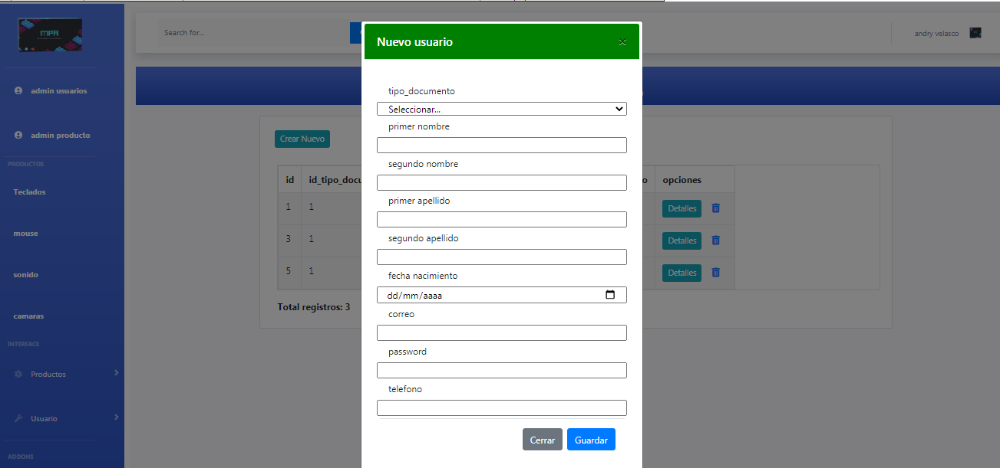 MPA
Search for...
andry velasco
admin usuarios
admin producto
PRODUCTOS
Teclados
mouse
sonido
camaras
INTERFACE
Productos
Usuario
ADDONS
Crear Nuevo
id id_tipo_docu o opciones
1 1 Detalles
3 1 Detalles
5 1 Detalles
Total registros: 3
Nuevo usuario ×
tipo_documento
Seleccionar...
primer nombre
segundo nombre
primer apellido
segundo apellido
fecha nacimiento
dd/mm/aaaa
correo
password
telefono
Cerrar Guardar